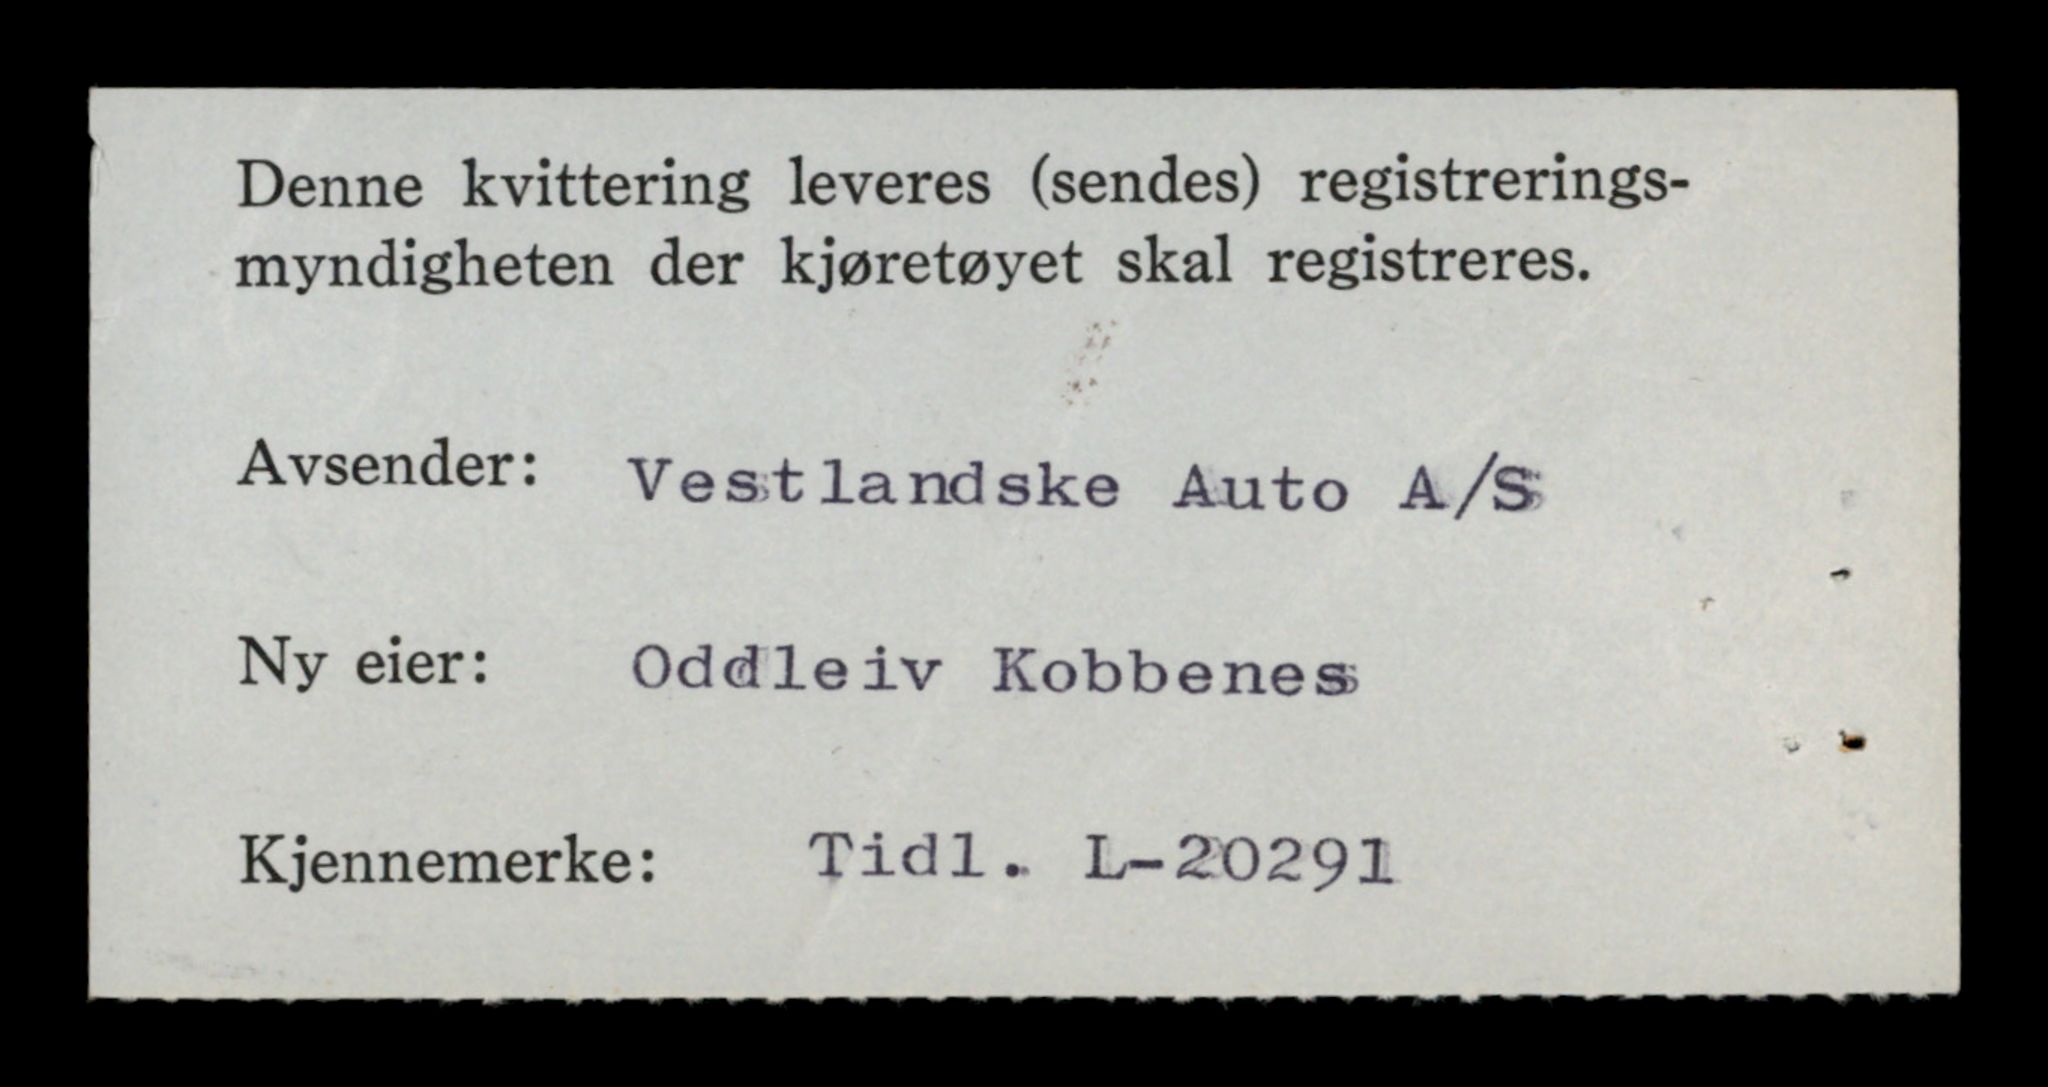 Denne kvittering leveres (sendes) registrerings-
myndigheten der kjøretøyet skal registreres.
Avsender: Vestlandske Auto A/S
Ny eier: Oddleiv Kobbenes
Kjennemerke: Tidl. L-20291